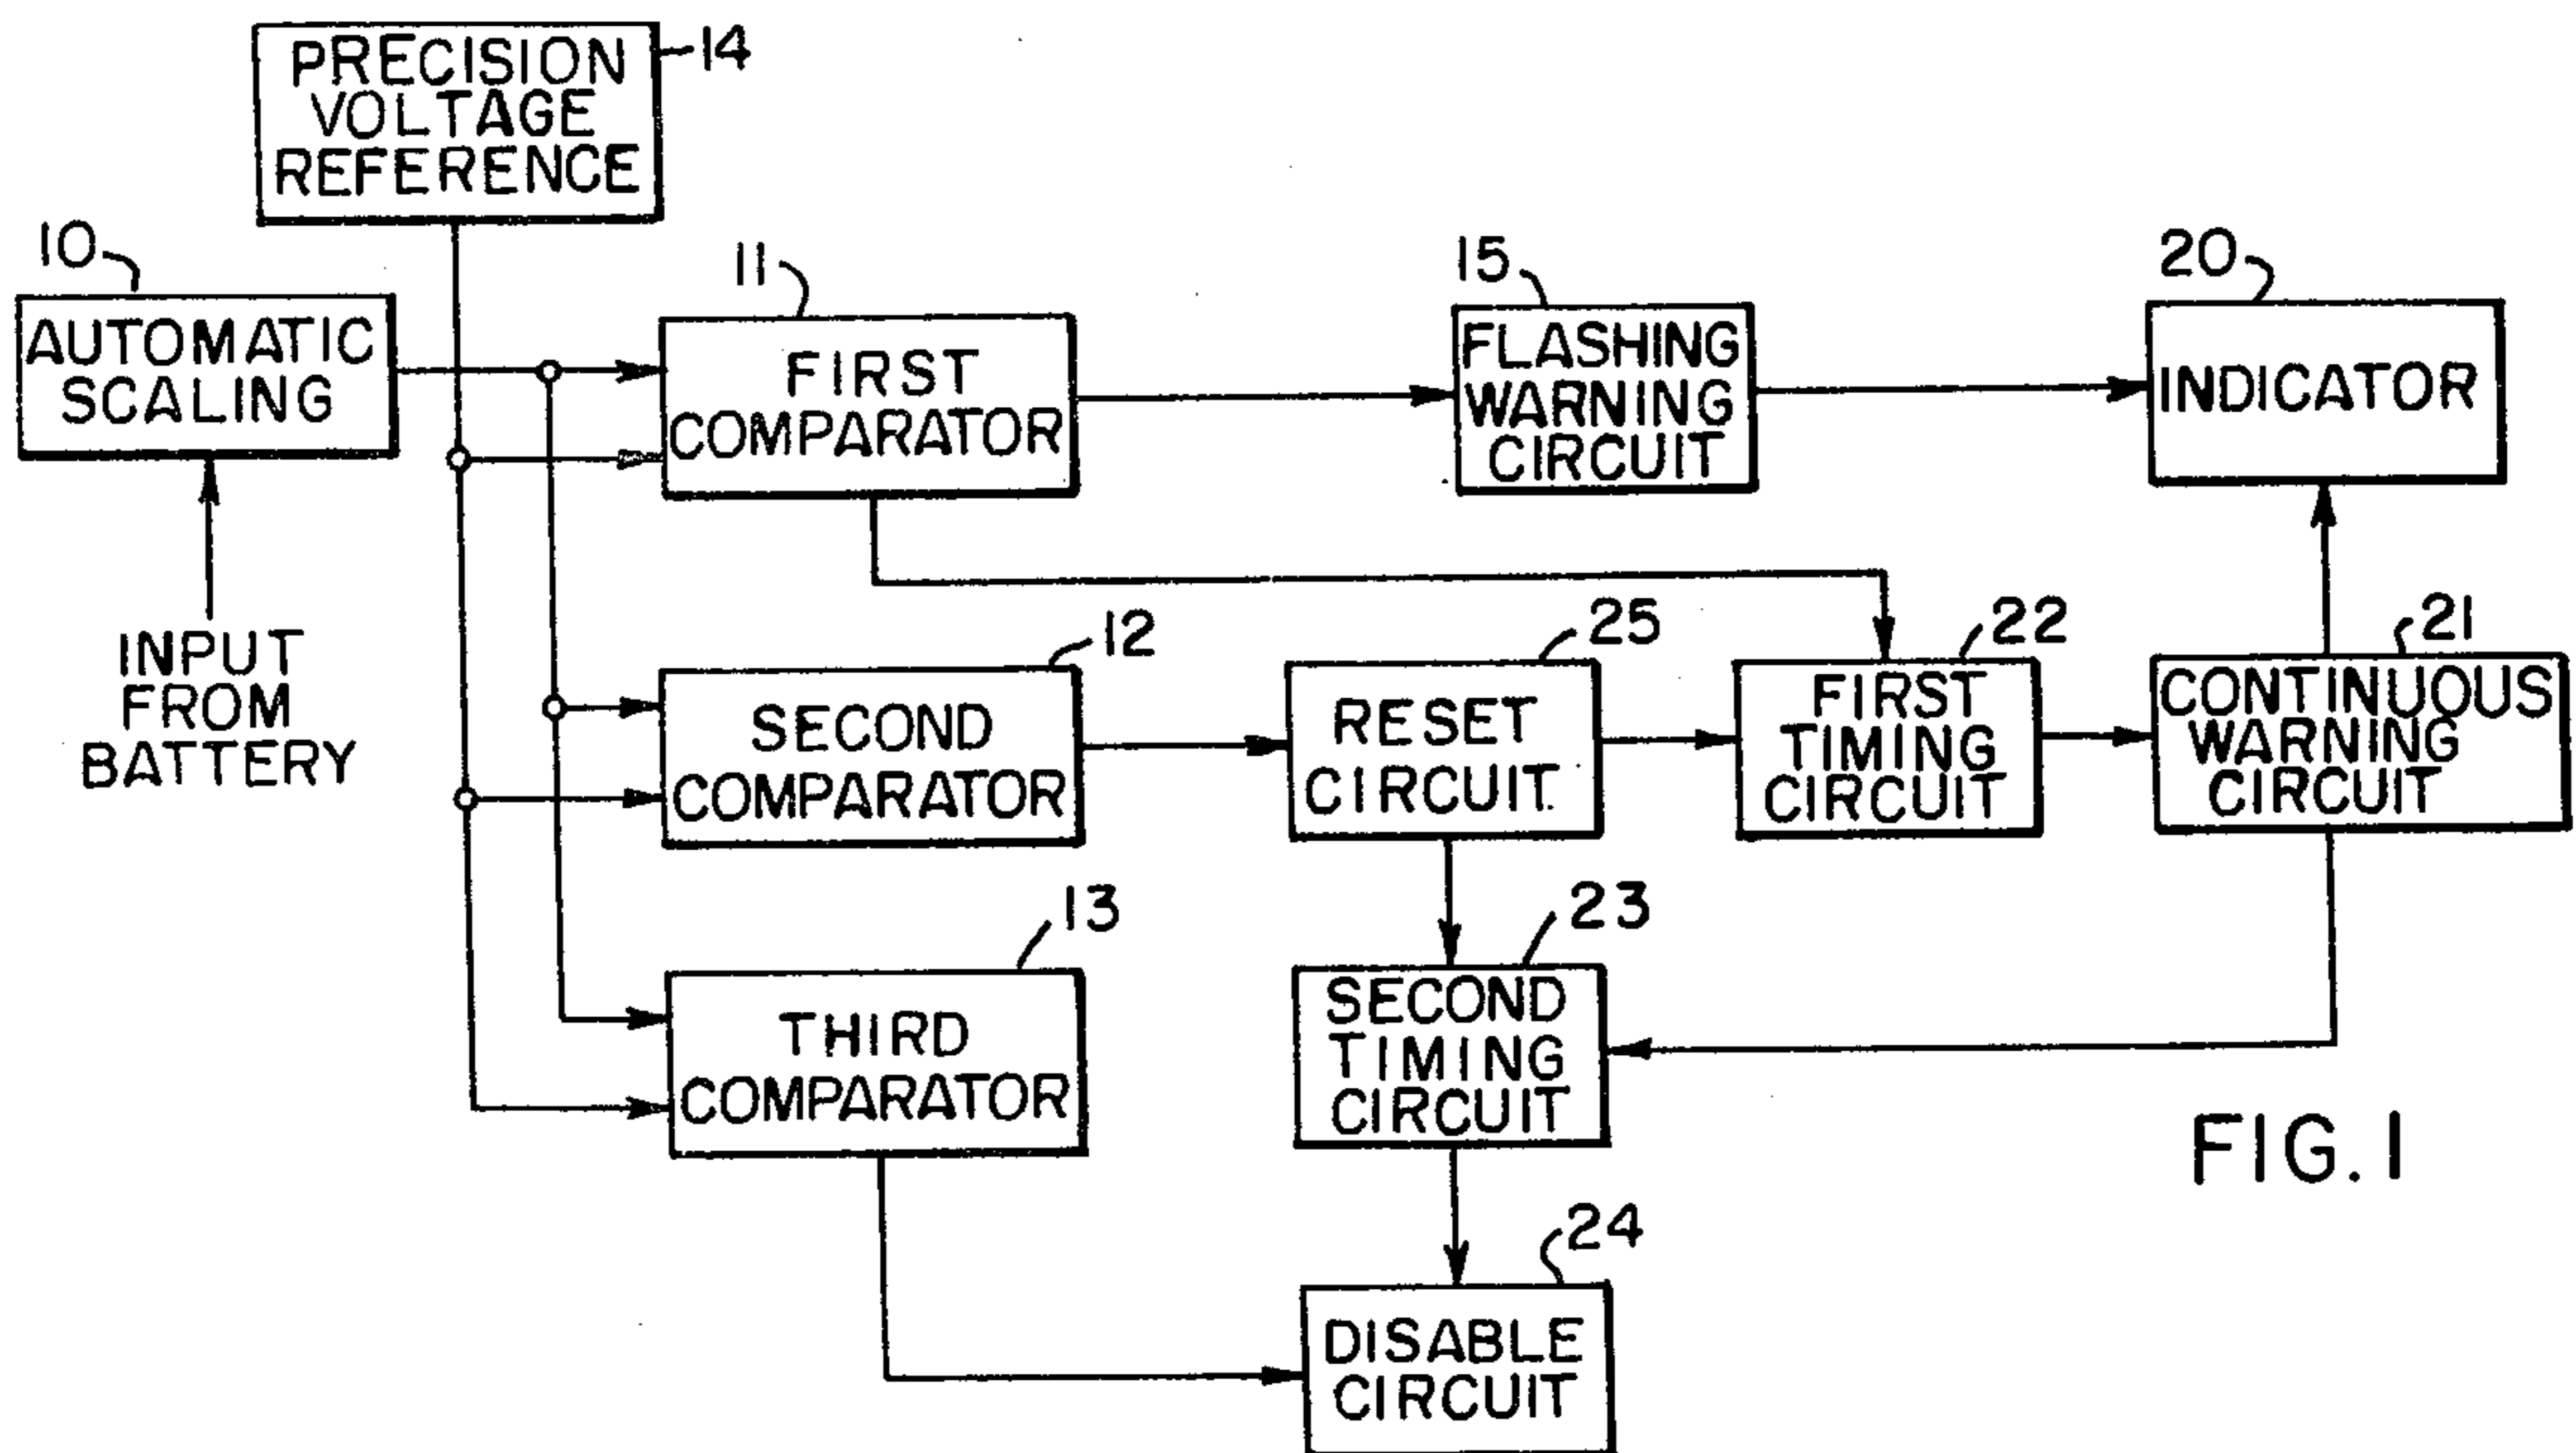 PRECISION
VOLTAGE
REFERENCE
14
10
AUTOMATIC
SCALING
INPUT
FROM
BATTERY
11
FIRST
COMPARATOR
15
FLASHING
WARNING
CIRCUIT
20
INDICATOR
12
SECOND
COMPARATOR
25
RESET
CIRCUIT
22
FIRST
TIMING
CIRCUIT
21
CONTINUOUS
WARNING
CIRCUIT
13
THIRD
COMPARATOR
23
SECOND
TIMING
CIRCUIT
24
DISABLE
CIRCUIT
FIG. 1